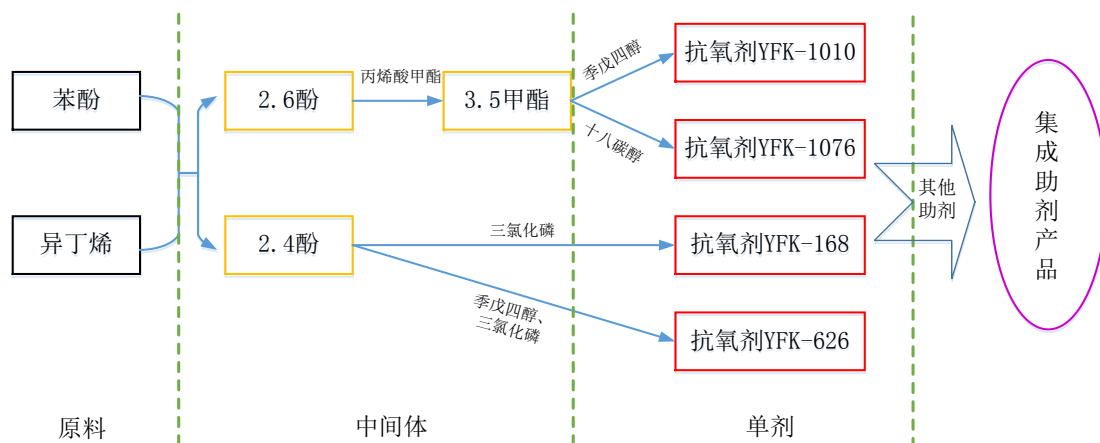 苯酚
异丁烯
2.6酚
丙烯酸甲酯
3.5甲酯
2.4酚
季戊四醇
十八碳醇
三氯化磷
季戊四醇、
三氯化磷
抗氧剂YFK-1010
抗氧剂YFK-1076
抗氧剂YFK-168
抗氧剂YFK-626
其他
助剂
集成助剂产品
原料
中间体
单剂